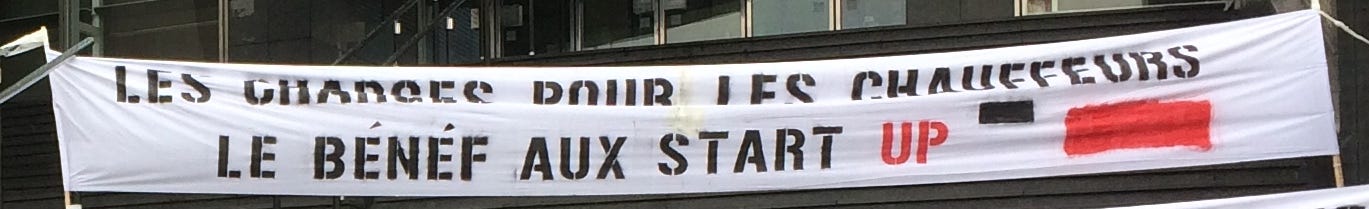 LES CHARGES POUR LES CHAUFFEURS
LE BÉNÉF AUX START UP